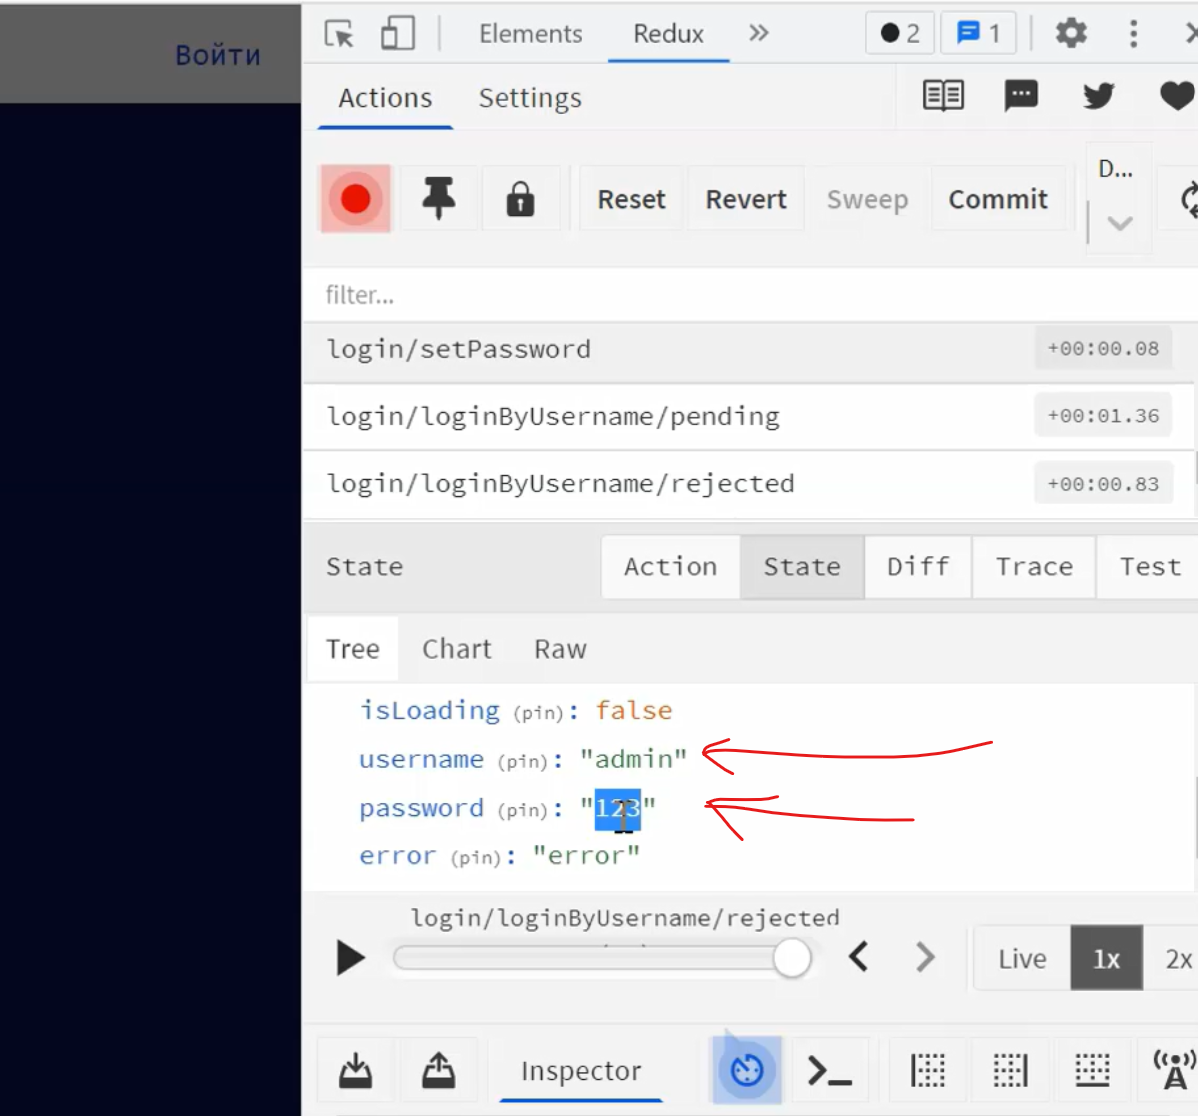 Войти
Elements Redux 2 1
Actions Settings
Reset Revert Sweep Commit D...
filter...
login/setPassword +00:00.08
login/loginByUsername/pending +00:01.36
login/loginByUsername/rejected +00:00.83
State Action State Diff Trace Test
Tree Chart Raw
isLoading (pin): false
username (pin): "admin"
password (pin): "123"
error (pin): "error"
login/loginByUsername/rejected
Live 1x 2x
Inspector